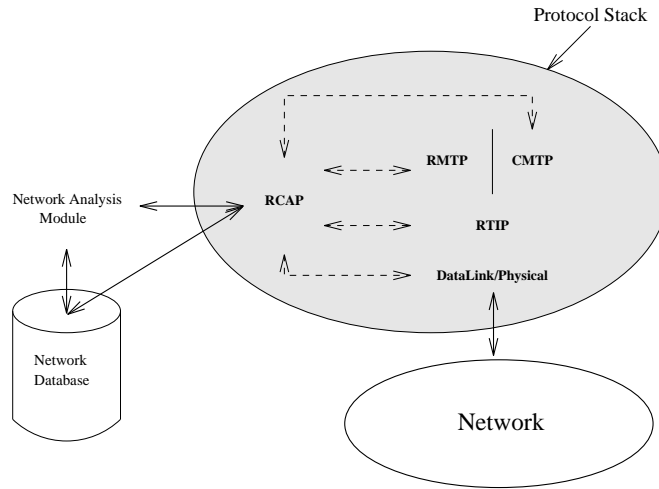 Protocol Stack
RMTP
CMTP
Network Analysis
Module
RCAP
RTIP
DataLink/Physical
Network
Database
Network